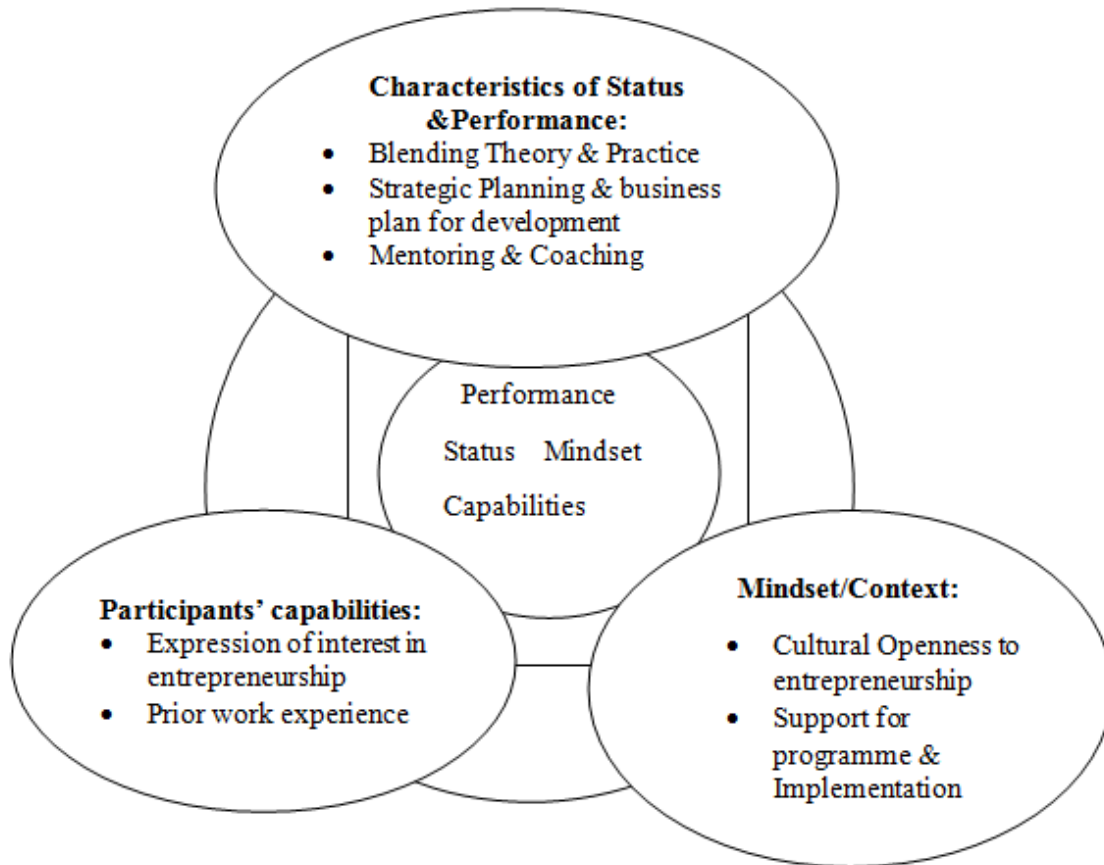 Characteristics of Status
&Performance:
• Blending Theory & Practice
• Strategic Planning & business
plan for development
• Mentoring & Coaching
Performance
Status Mindset
Capabilities
Participants’ capabilities:
• Expression of interest in
entrepreneurship
• Prior work experience
Mindset/Context:
• Cultural Openness to
entrepreneurship
• Support for
programme &
Implementation